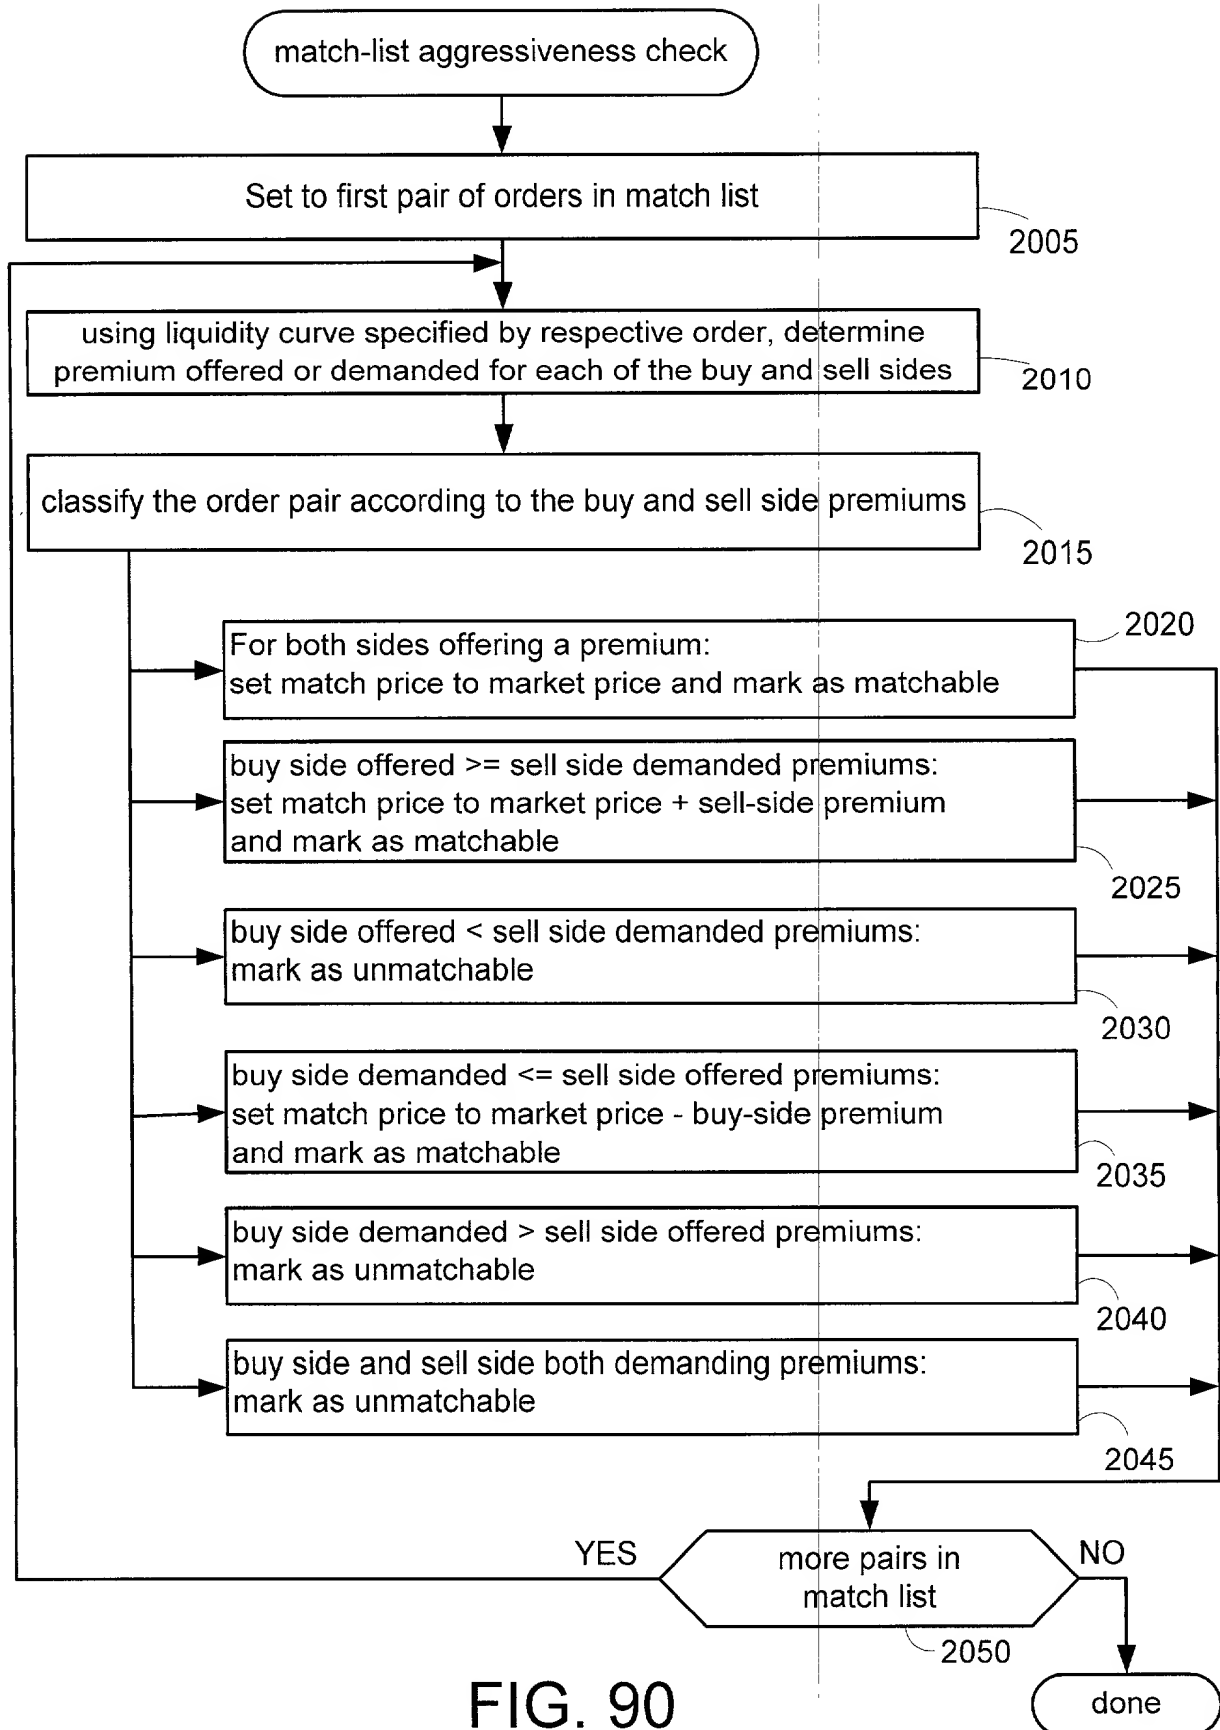 match-list aggressiveness check
Set to first pair of orders in match list
2005
using liquidity curve specified by respective order, determine
premium offered or demanded for each of the buy and sell sides
2010
classify the order pair according to the buy and sell side premiums
2015
2020
For both sides offering a premium:
set match price to market price and mark as matchable
buy side offered >= sell side demanded premiums:
set match price to market price + sell-side premium
and mark as matchable
2025
buy side offered < sell side demanded premiums:
mark as unmatchable
2030
buy side demanded <= sell side offered premiums:
set match price to market price - buy-side premium
and mark as matchable
2035
buy side demanded > sell side offered premiums:
mark as unmatchable
2040
buy side and sell side both demanding premiums:
mark as unmatchable
2045
YES
more pairs in
match list
NO
2050
done
FIG. 90